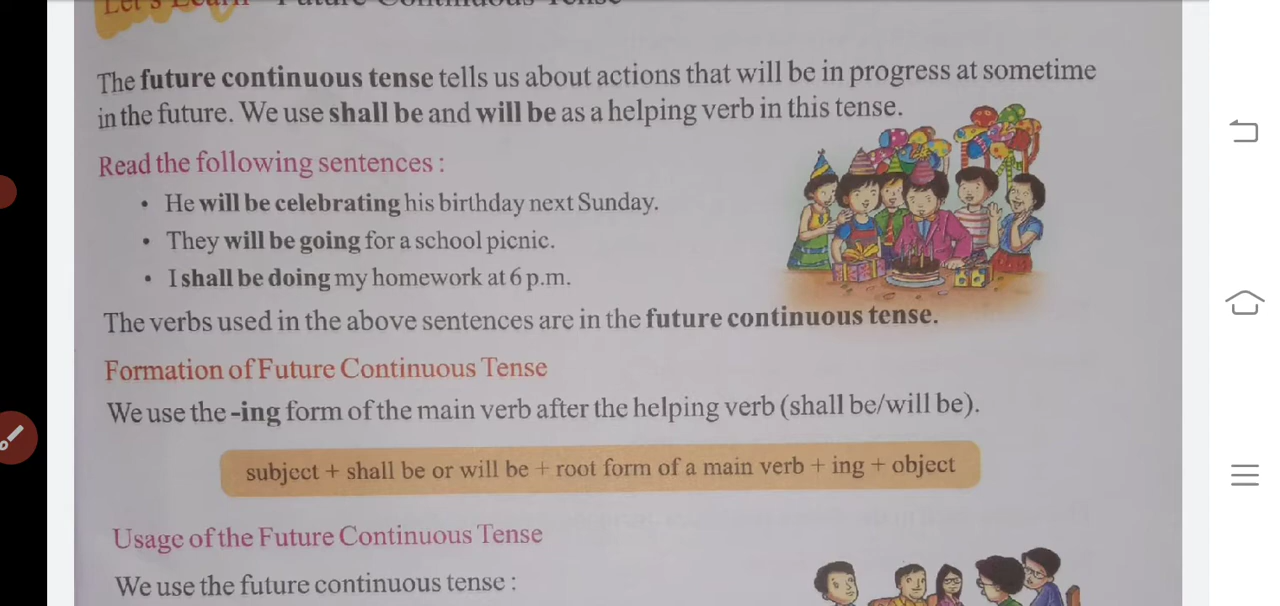 Let's Learn Future Continuous Tense
The future continuous tense tells us about actions that will be in progress at sometime
in the future. We use shall be and will be as a helping verb in this tense.
Read the following sentences :
• He will be celebrating his birthday next Sunday.
• They will be going for a school picnic.
• I shall be doing my homework at 6 p.m.
The verbs used in the above sentences are in the future continuous tense.
Formation of Future Continuous Tense
We use the -ing form of the main verb after the helping verb (shall be/will be).
subject + shall be or will be + root form of a main verb + ing + object
Usage of the Future Continuous Tense
We use the future continuous tense :